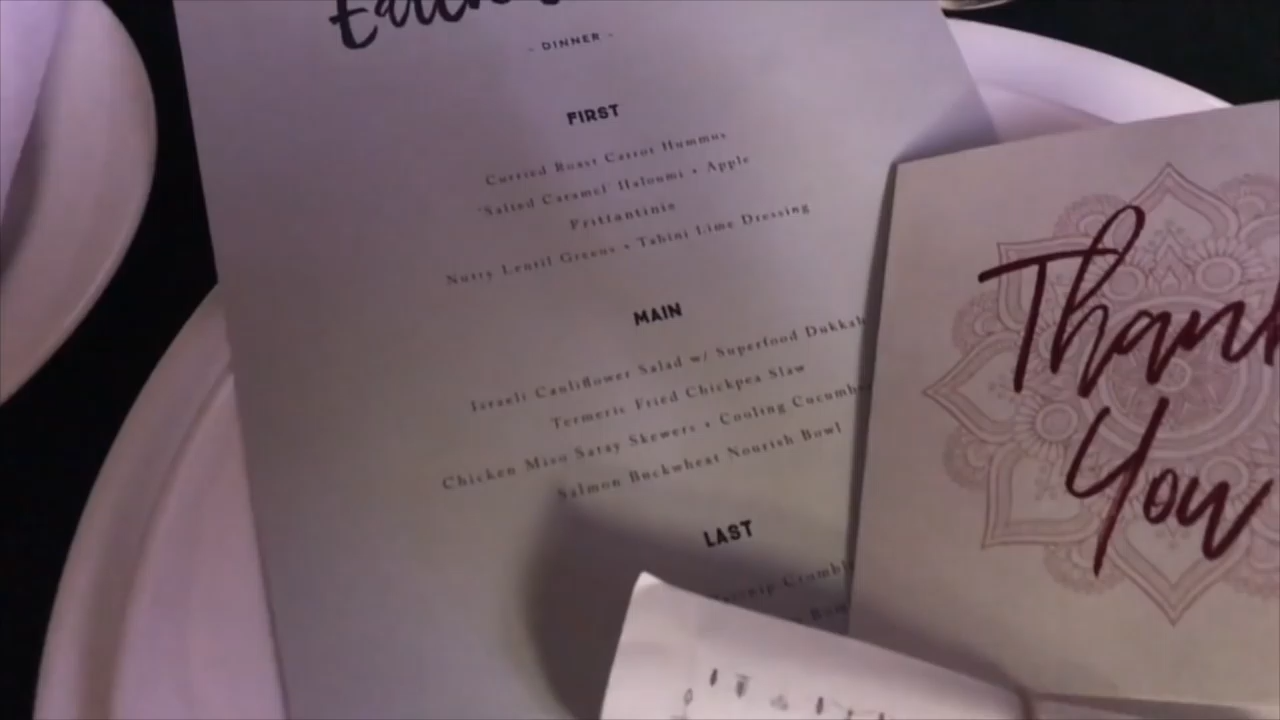 - DINNER -
FIRST
Curried Roast Carrot Hummus
'Salted Caramel' Haloumi • Apple
Frittantinis
Nutty Lentil Greens • Tahini Lime Dressing
MAIN
Israeli Cauliflower Salad w/ Superfood Dukkah
Termeric Fried Chickpea Slaw
Chicken Miso Satay Skewers • Cooling
Salmon Buckwheat Nourish Bowl
LAST
Thank
You